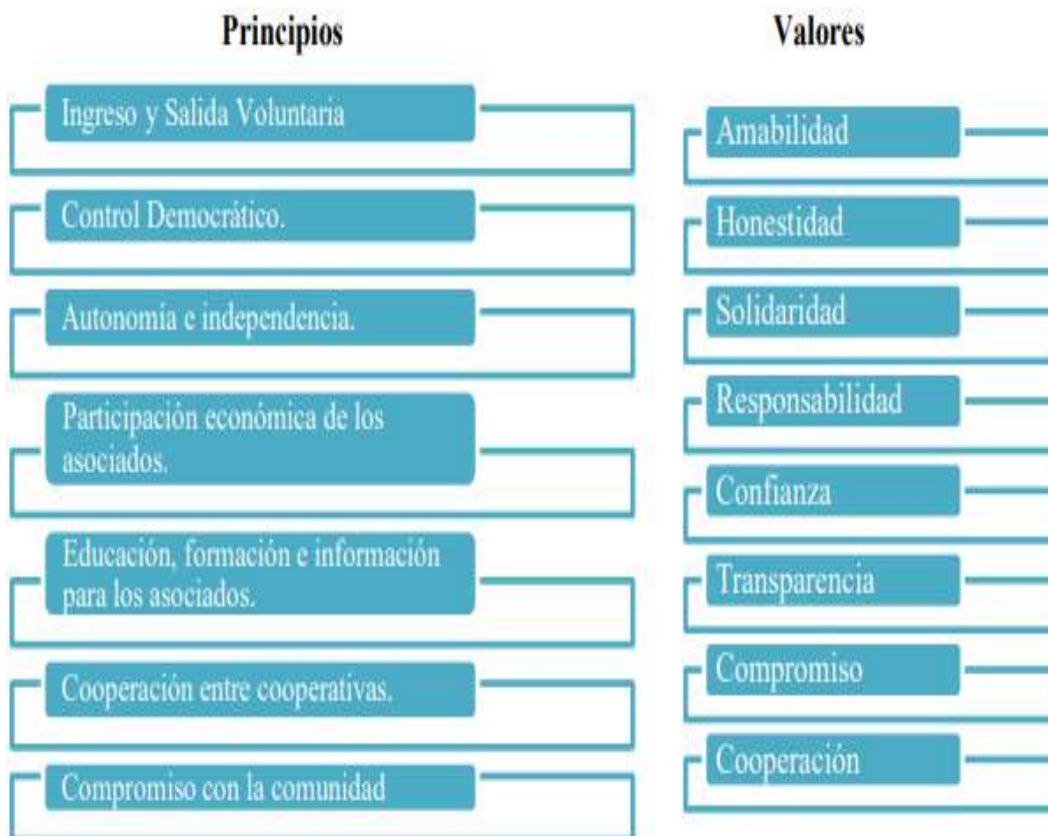 Principios
Ingreso y Salida Voluntaria
Control Democrático.
Autonomía e independencia.
Participación económica de los
asociados.
Educación, formación e información
para los asociados.
Cooperación entre cooperativas.
Compromiso con la comunidad
Valores
Amabilidad
Honestidad
Solidaridad
Responsabilidad
Confianza
Transparencia
Compromiso
Cooperación